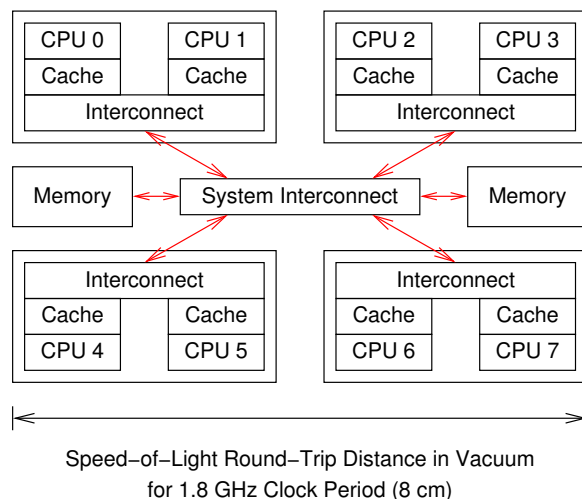 CPU 0 CPU 1 CPU 2 CPU 3
Cache Cache Cache Cache
Interconnect Interconnect
Memory System Interconnect Memory
Interconnect Interconnect
Cache Cache Cache Cache
CPU 4 CPU 5 CPU 6 CPU 7
Speed−of−Light Round−Trip Distance in Vacuum
for 1.8 GHz Clock Period (8 cm)